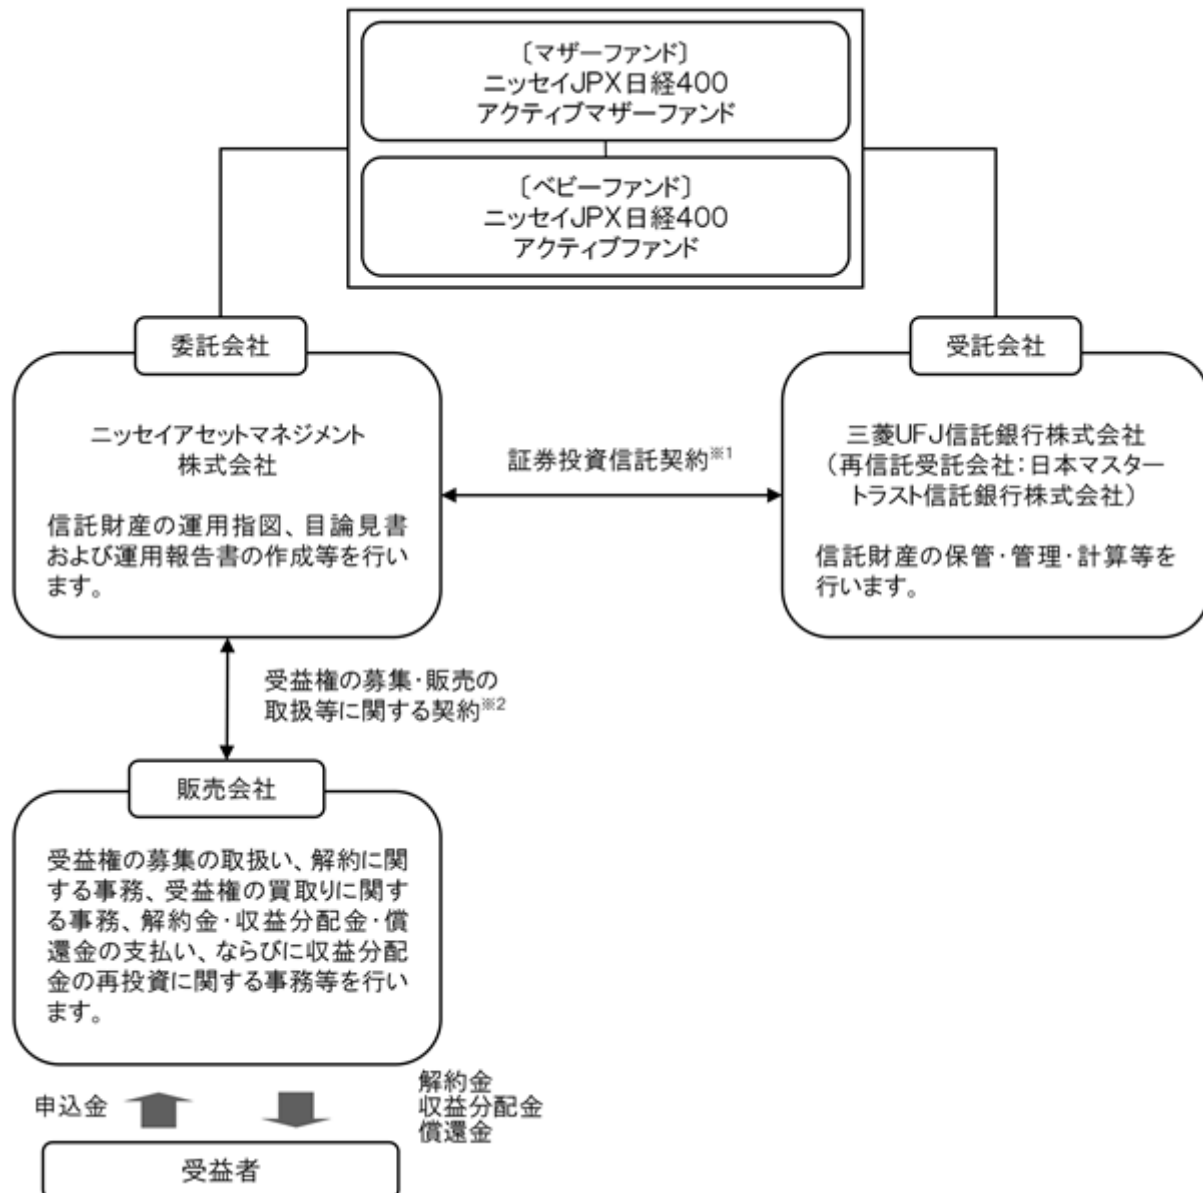 〔マザーファンド〕
ニッセイJPX日経400
アクティブマザーファンド
〔ベビーファンド〕
ニッセイJPX日経400
アクティブファンド
委託会社
ニッセイアセットマネジメント
株式会社
信託財産の運用指図、目論見書
および運用報告書の作成等を行い
ます。
証券投資信託契約※1
受託会社
三菱UFJ信託銀行株式会社
(再信託受託会社:日本マスター
トラスト信託銀行株式会社)
信託財産の保管・管理・計算等を
行います。
受益権の募集・販売の
取扱等に関する契約※2
販売会社
受益権の募集の取扱い、解約に関
する事務、受益権の買取りに関す
る事務、解約金・収益分配金・償
還金の支払い、ならびに収益分配
金の再投資に関する事務等を行い
ます。
申込金
解約金
収益分配金
償還金
受益者